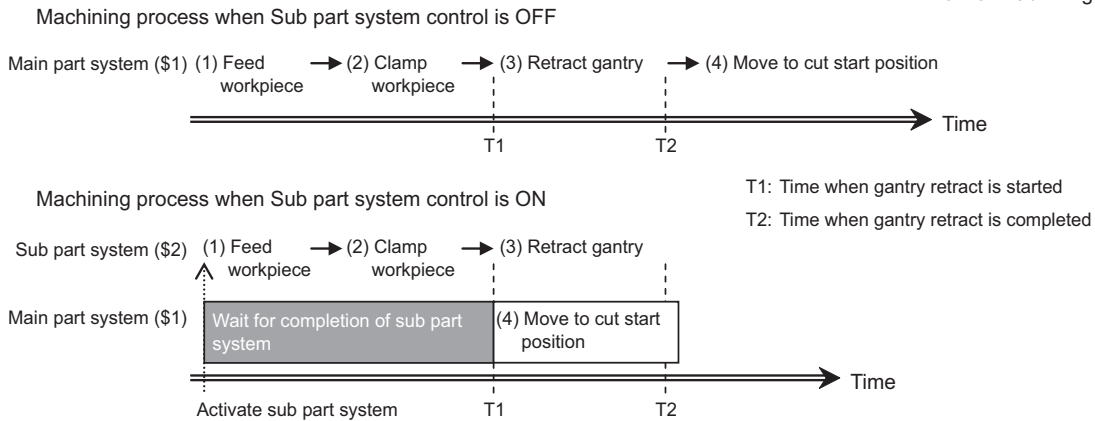 Machining process when Sub part system control is OFF
Main part system ($1) (1) Feed workpiece (2) Clamp workpiece (3) Retract gantry (4) Move to cut start position
Time
T1 T2
T1: Time when gantry retract is started
T2: Time when gantry retract is completed
Machining process when Sub part system control is ON
Sub part system ($2) (1) Feed workpiece (2) Clamp workpiece (3) Retract gantry
Main part system ($1)
Wait for completion of sub part
system
(4) Move to cut start
position
Time
Activate sub part system T1 T2